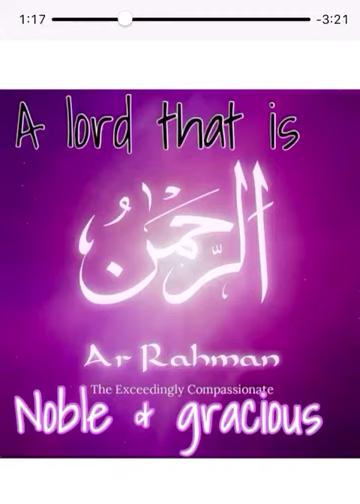 1:17 -3:21
A lord that is
الرَّحْمٰنُ
Ar Rahman
The Exceedingly Compassionate
Noble & gracious